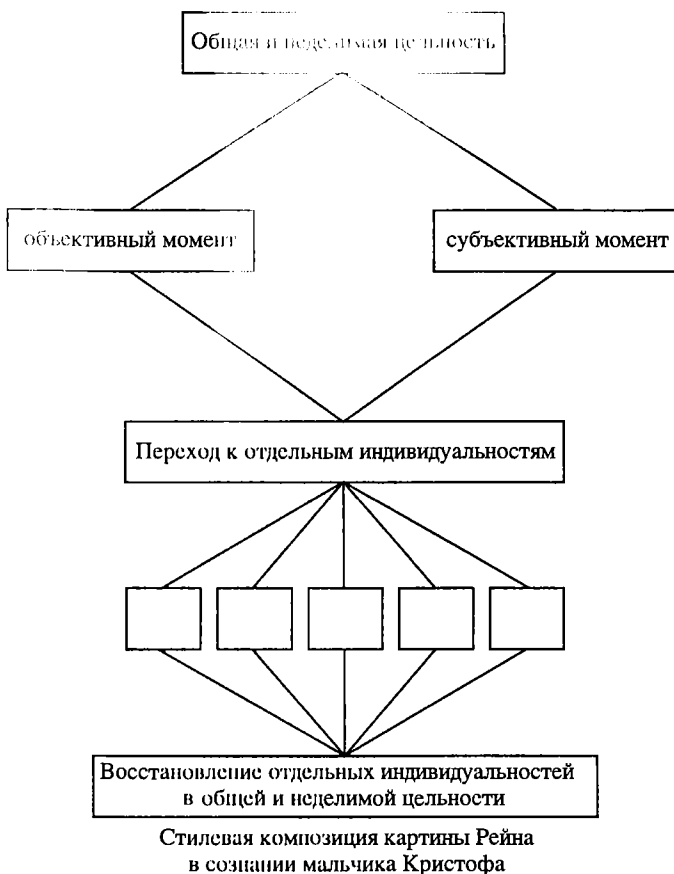 Общая и неделимая цельность
объективный момент
субъективный момент
Переход к отдельным индивидуальностям
Восстановление отдельных индивидуальностей
в общей и неделимой цельности
Стилевая композиция картины Рейна
в сознании мальчика Кристофа